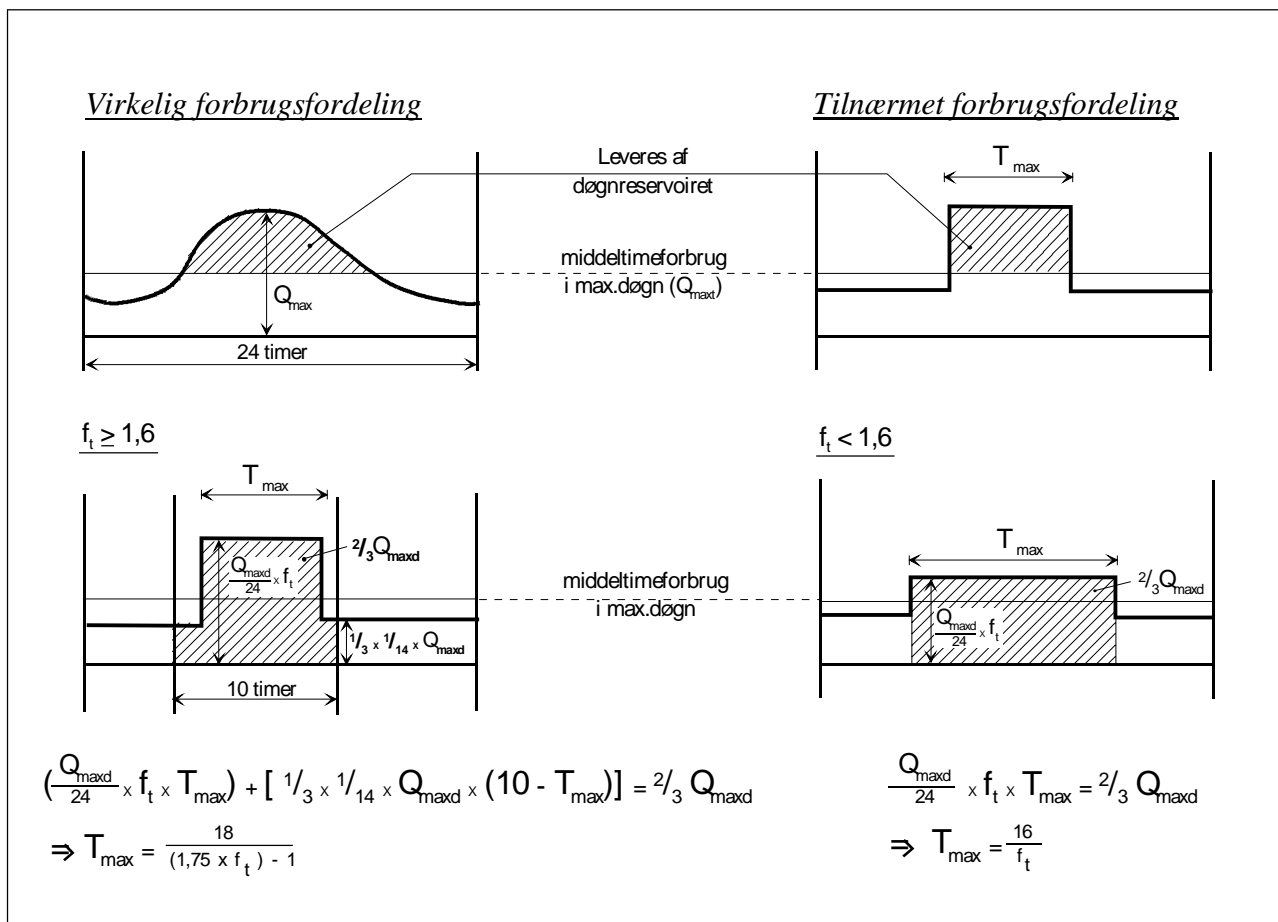 Virkelig forbrugsfordeling
Tilnærmet forbrugsfordeling
Leveres af
døgnreservoiret
T max
middeltimeforbrug
i max.døgn (Q maxt)
Q max
24 timer
f t ≥ 1,6
f t < 1,6
T max
2/3 Q maxd
Q maxd / 24 x f t
1/3 x 1/14 x Q maxd
10 timer
middeltimeforbrug
i max.døgn
T max
2/3 Q maxd
Q maxd / 24 x f t
(Q maxd / 24 x f t x T max) + [ 1/3 x 1/14 x Q maxd x (10 - T max)] = 2/3 Q maxd
⇒ T max = 18 / (1,75 x f t) - 1
Q maxd / 24 x f t x T max = 2/3 Q maxd
⇒ T max = 16 / f t